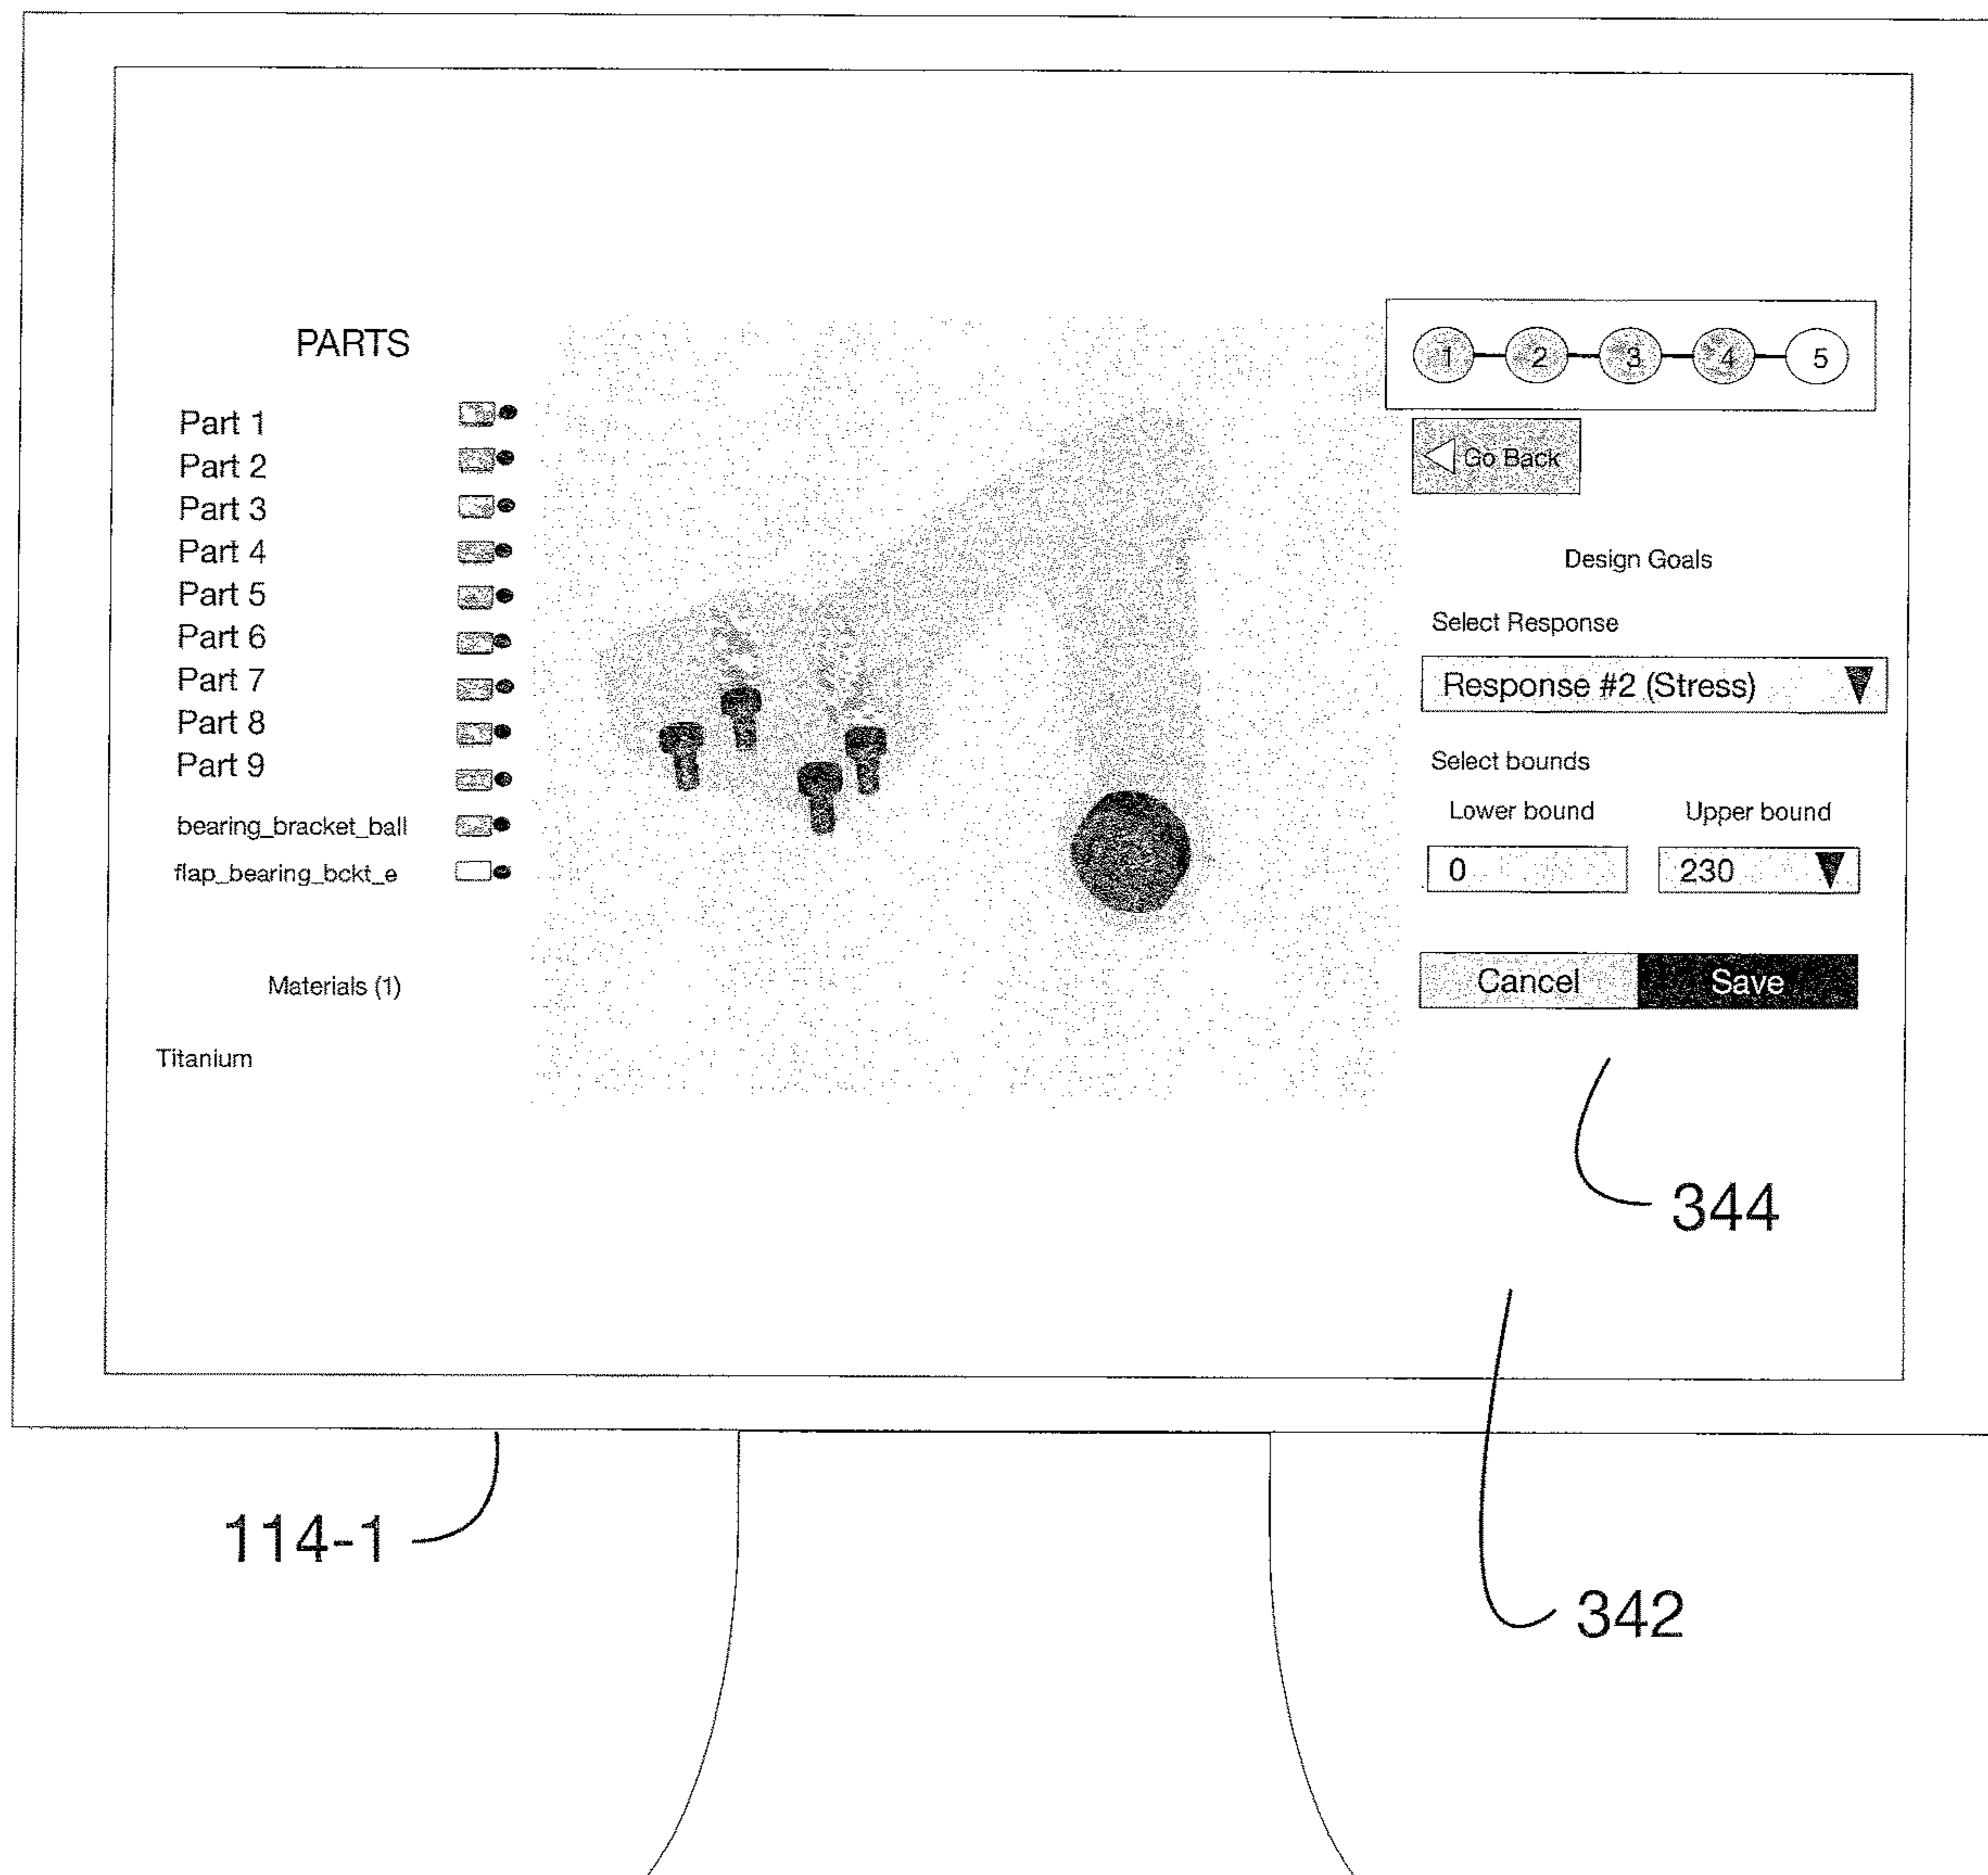 PARTS
Part 1
Part 2
Part 3
Part 4
Part 5
Part 6
Part 7
Part 8
Part 9
bearing_bracket_ball
flap_bearing_bckt_e
Materials (1)
Titanium
1 2 3 4 5
Go Back
Design Goals
Select Response
Response #2 (Stress)
Select bounds
Lower bound Upper bound
0 230
Cancel Save
344
114-1
342